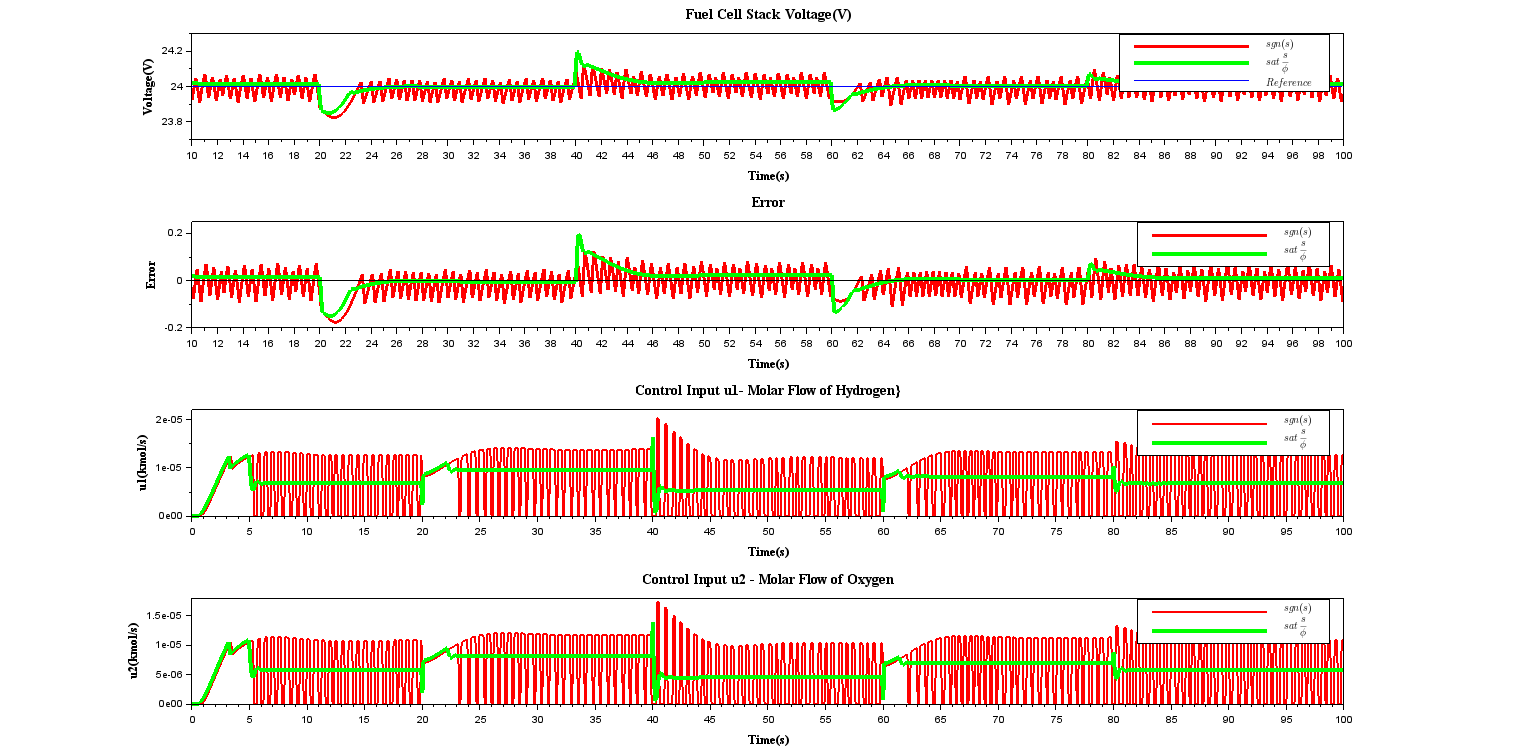 Fuel Cell Stack Voltage(V)
24.2
24
23.8
Voltage(V)
sgn(s)
sat s/ϕ
Reference
10 12 14 16 18 20 22 24 26 28 30 32 34 36 38 40 42 44 46 48 50 52 54 56 58 60 62 64 66 68 70 72 74 76 78 80 82 84 86 88 90 92 94 96 98 100
Time(s)
Error
0.2
0
-0.2
Error
sgn(s)
sat s/ϕ
10 12 14 16 18 20 22 24 26 28 30 32 34 36 38 40 42 44 46 48 50 52 54 56 58 60 62 64 66 68 70 72 74 76 78 80 82 84 86 88 90 92 94 96 98 100
Time(s)
Control Input u1- Molar Flow of Hydrogen}
2e-05
1e-05
0e00
u1(kmol/s)
sgn(s)
sat s/ϕ
0 5 10 15 20 25 30 35 40 45 50 55 60 65 70 75 80 85 90 95 100
Time(s)
Control Input u2 - Molar Flow of Oxygen
1.5e-05
1e-05
5e-06
0e00
u2(kmol/s)
sgn(s)
sat s/ϕ
0 5 10 15 20 25 30 35 40 45 50 55 60 65 70 75 80 85 90 95 100
Time(s)